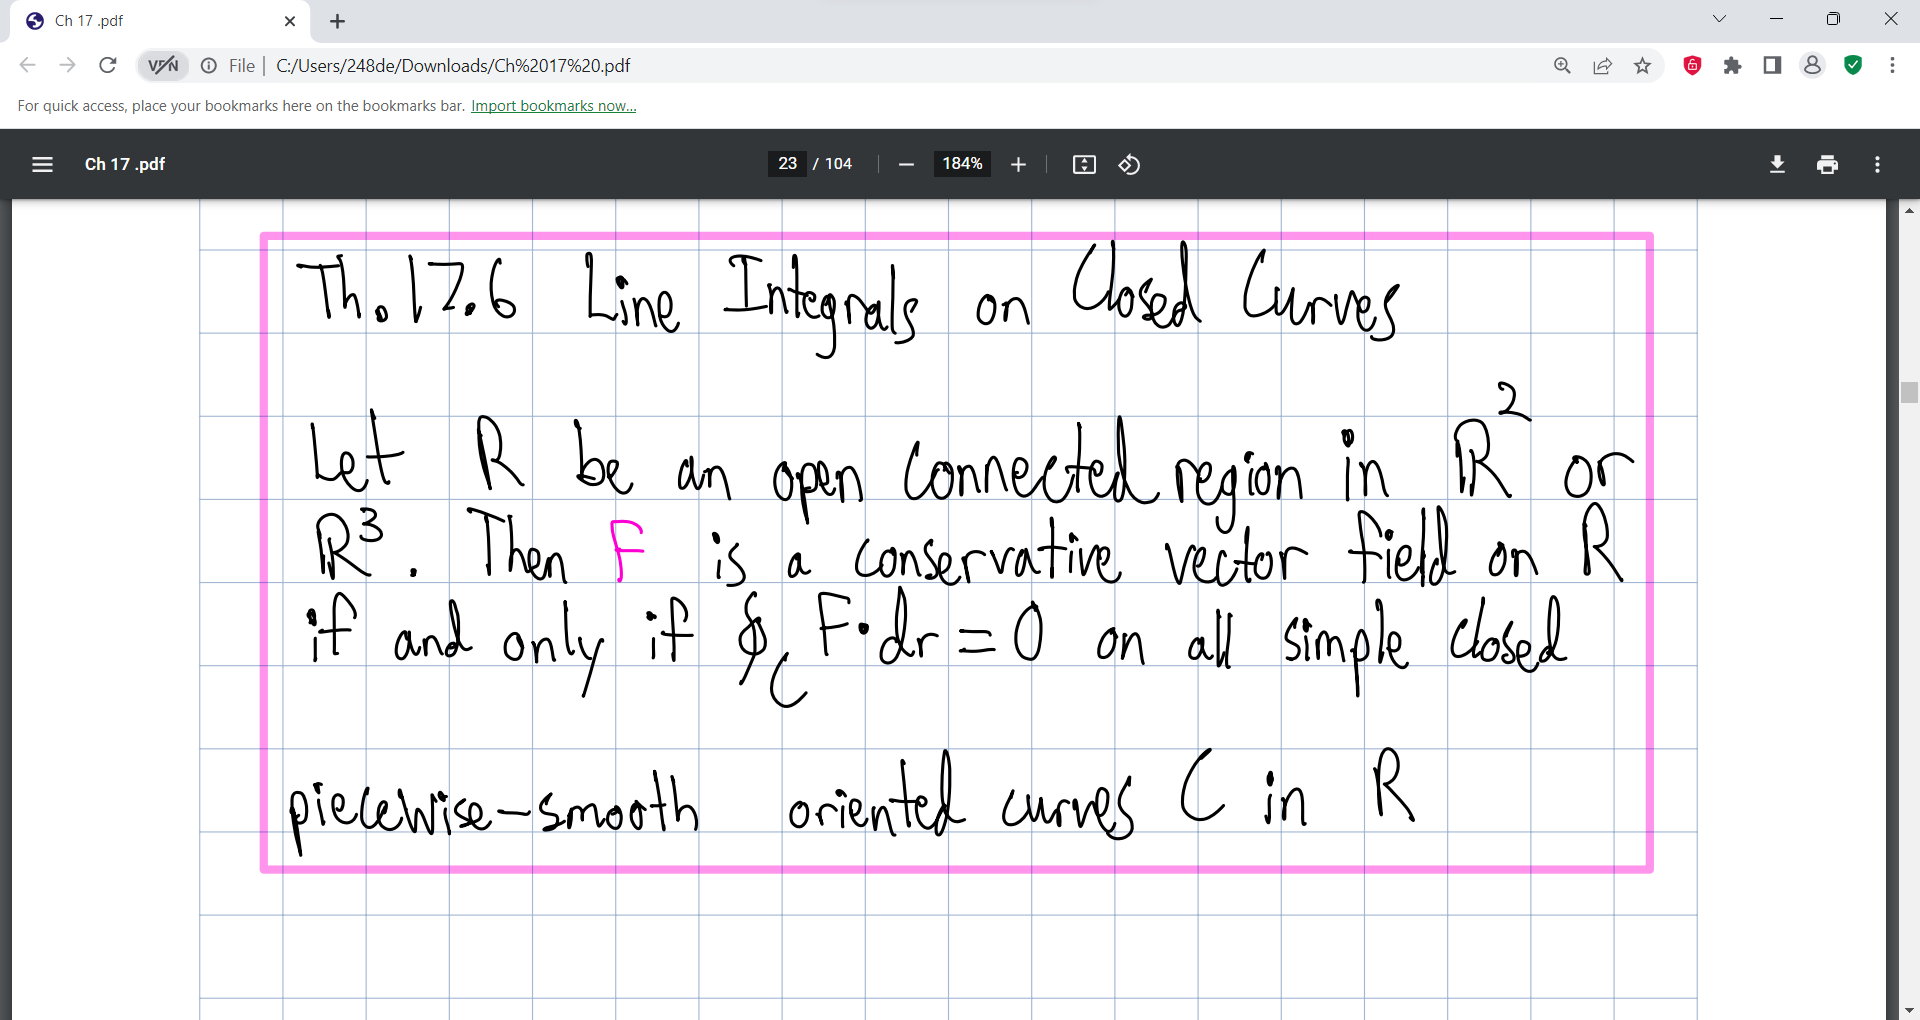 Ch 17 .pdf
VPN File C:/Users/248de/Downloads/Ch%2017%20.pdf
For quick access, place your bookmarks here on the bookmarks bar. Import bookmarks now...
Ch 17 .pdf 23 / 104 184%
Th. 17.6 Line Integrals on Closed Curves
Let R be an open connected region in ℝ² or
ℝ³. Then F is a conservative vector field on R
if and only if ∮_C F·dr = 0 on all simple closed
piecewise-smooth oriented curves C in R